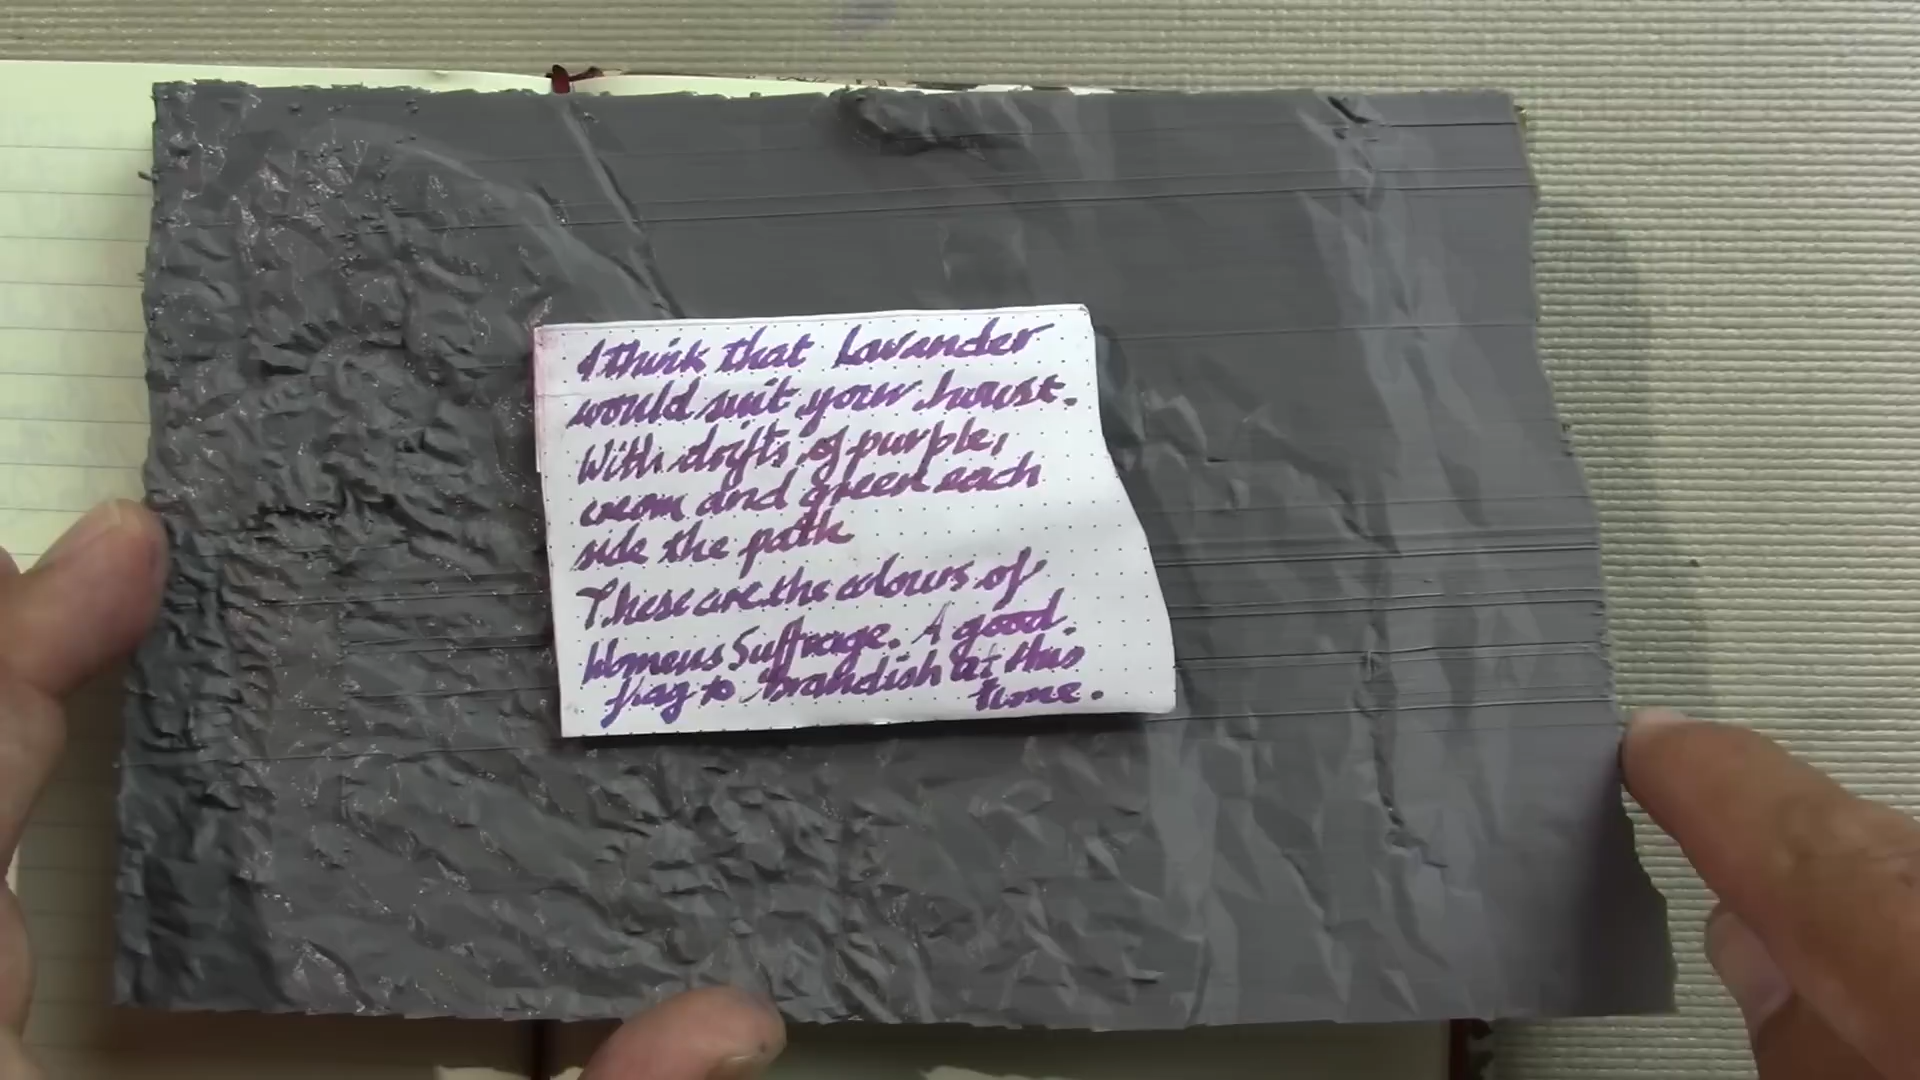 I think that Lavander
would suit your house.
With drifts of purple,
cream and green each
side the path
These are the colours of
Womens Suffrage. A good
flag to brandish at this
time.